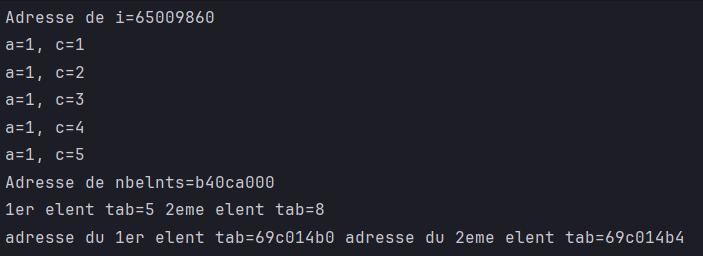 Adresse de i=65009860
a=1, c=1
a=1, c=2
a=1, c=3
a=1, c=4
a=1, c=5
Adresse de nbelnts=b40ca000
1er elent tab=5 2eme elent tab=8
adresse du 1er elent tab=69c014b0 adresse du 2eme elent tab=69c014b4